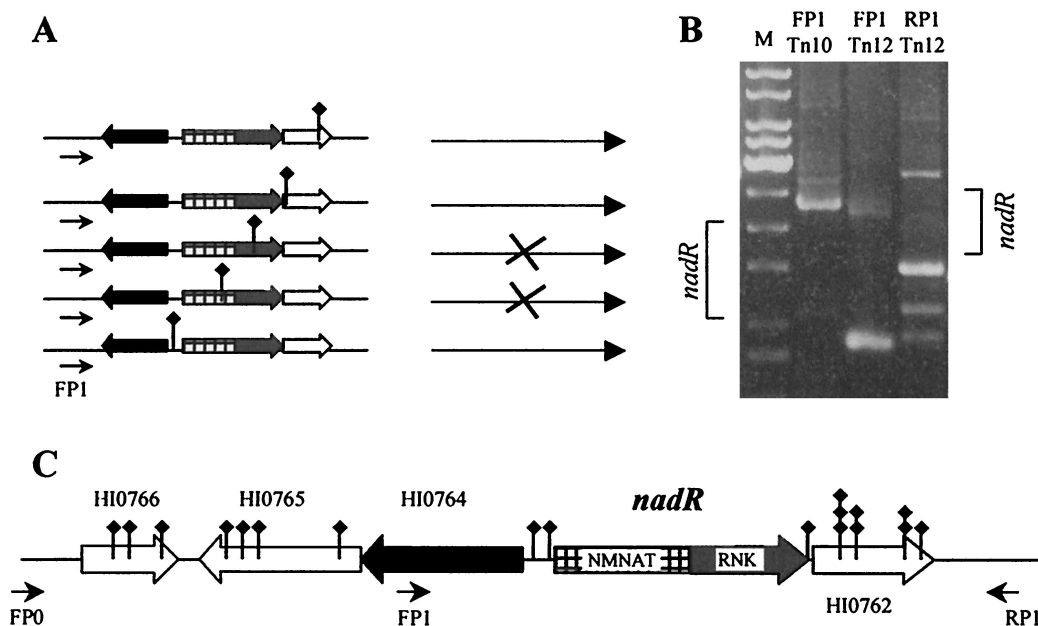 A
B
FP1 FP1 RP1
M Tn10 Tn12 Tn12
nadR
nadR
FP1
C
HI0766 HI0765 HI0764 nadR
NMNAT RNK
HI0762
FP0 FP1 RP1